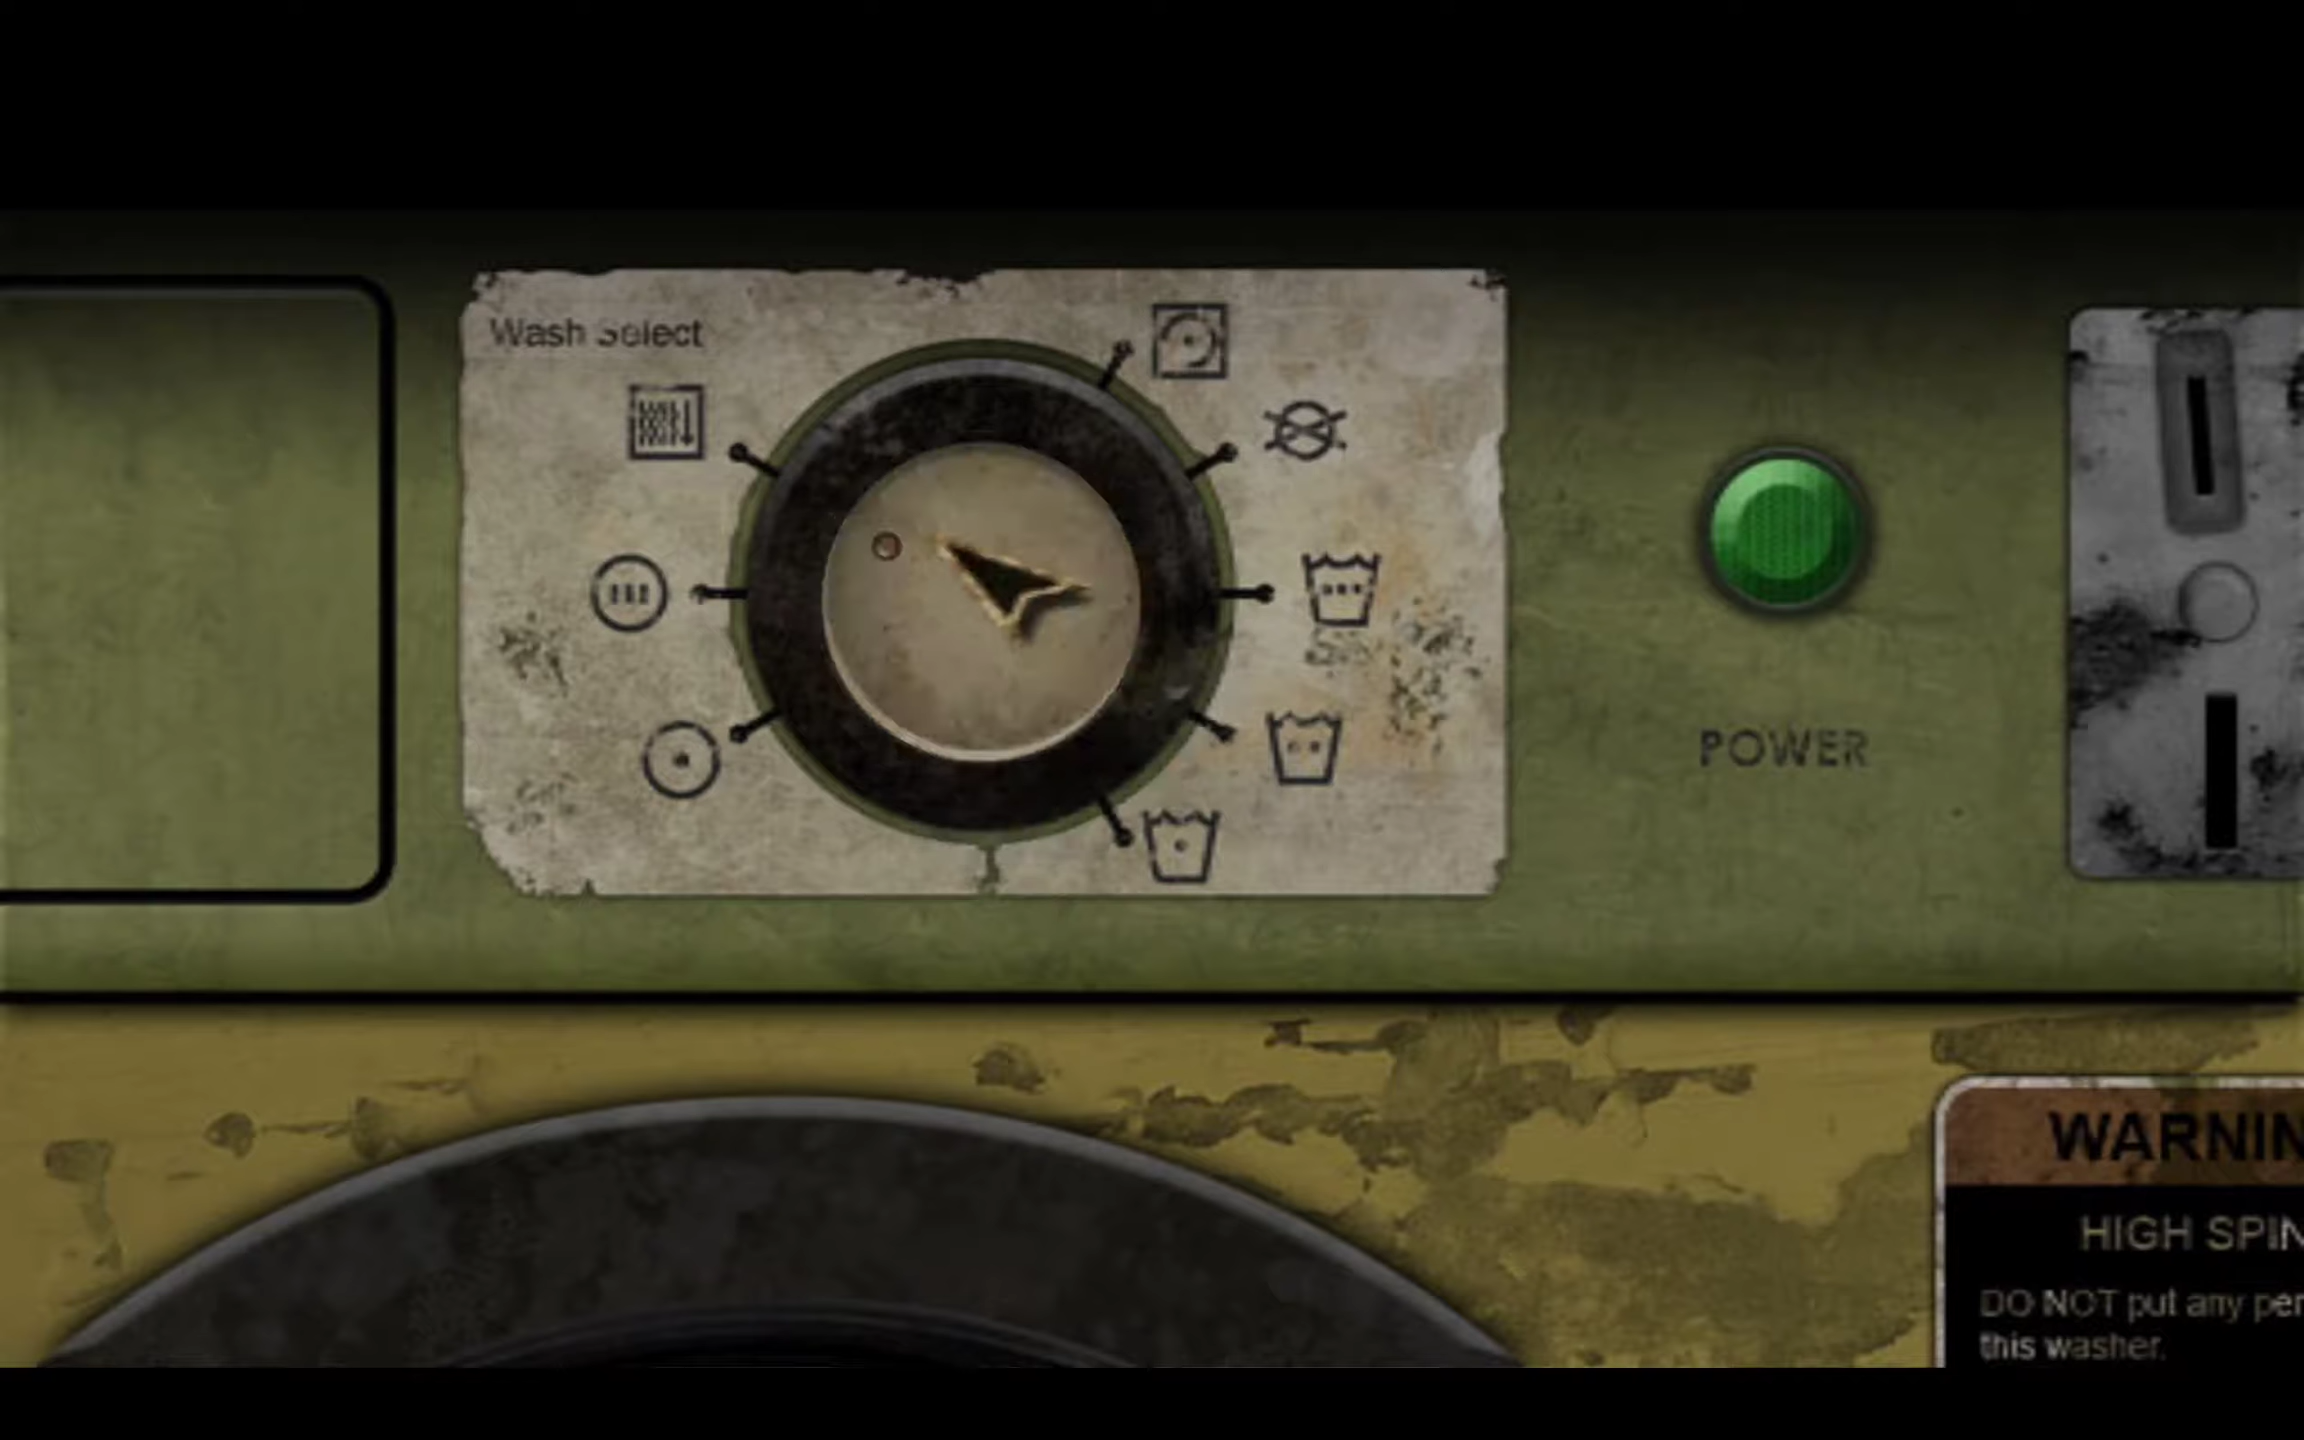 Wash Select
POWER
WARNIN
HIGH SPIN
DO NOT put any per
this washer.